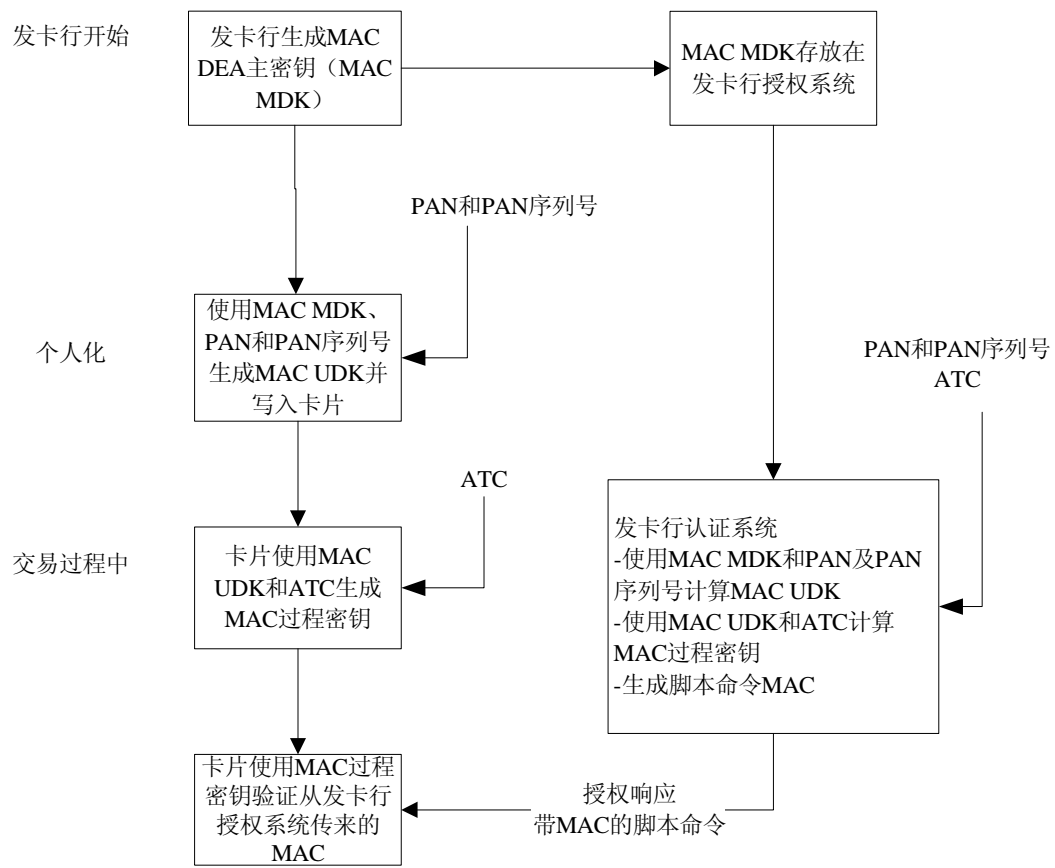 发卡行开始
发卡行生成MAC
DEA主密钥（MAC
MDK）
MAC MDK存放在
发卡行授权系统
PAN和PAN序列号
个人化
使用MAC MDK、
PAN和PAN序列号
生成MAC UDK并
写入卡片
PAN和PAN序列号
ATC
ATC
交易过程中
卡片使用MAC
UDK和ATC生成
MAC过程密钥
发卡行认证系统
-使用MAC MDK和PAN及PAN
序列号计算MAC UDK
-使用MAC UDK和ATC计算
MAC过程密钥
-生成脚本命令MAC
卡片使用MAC过程
密钥验证从发卡行
授权系统传来的
MAC
授权响应
带MAC的脚本命令